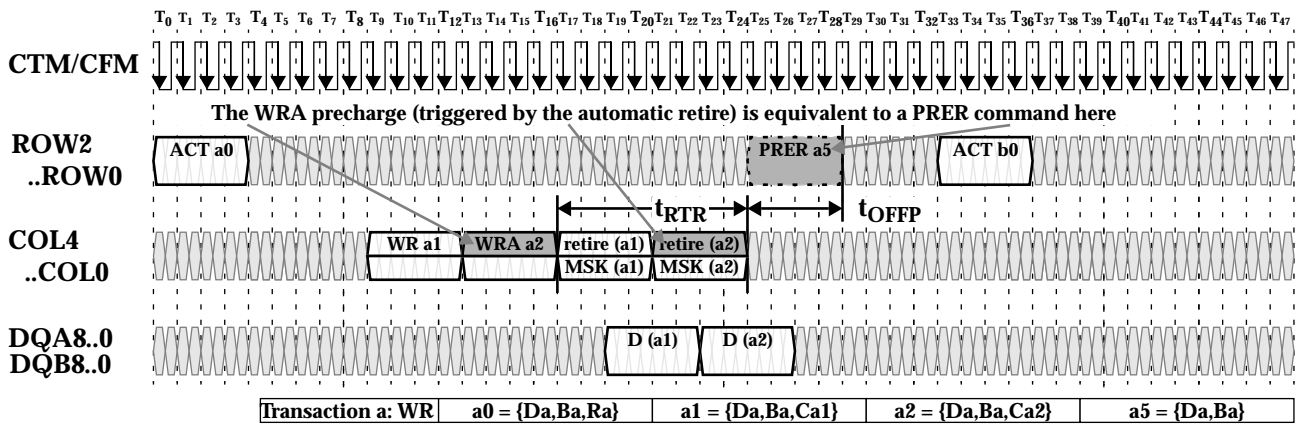 T0 T1 T2 T3 T4 T5 T6 T7 T8 T9 T10 T11 T12 T13 T14 T15 T16 T17 T18 T19 T20 T21 T22 T23 T24 T25 T26 T27 T28 T29 T30 T31 T32 T33 T34 T35 T36 T37 T38 T39 T40 T41 T42 T43 T44 T45 T46 T47
CTM/CFM
The WRA precharge (triggered by the automatic retire) is equivalent to a PRER command here
ROW2 ACT a0 PRER a5 ACT b0
..ROW0
tRTR tOFFP
COL4 WR a1 WRA a2 retire (a1) retire (a2)
..COL0 MSK (a1) MSK (a2)
DQA8..0 D (a1) D (a2)
DQB8..0
Transaction a: WR a0 = {Da,Ba,Ra} a1 = {Da,Ba,Ca1} a2 = {Da,Ba,Ca2} a5 = {Da,Ba}